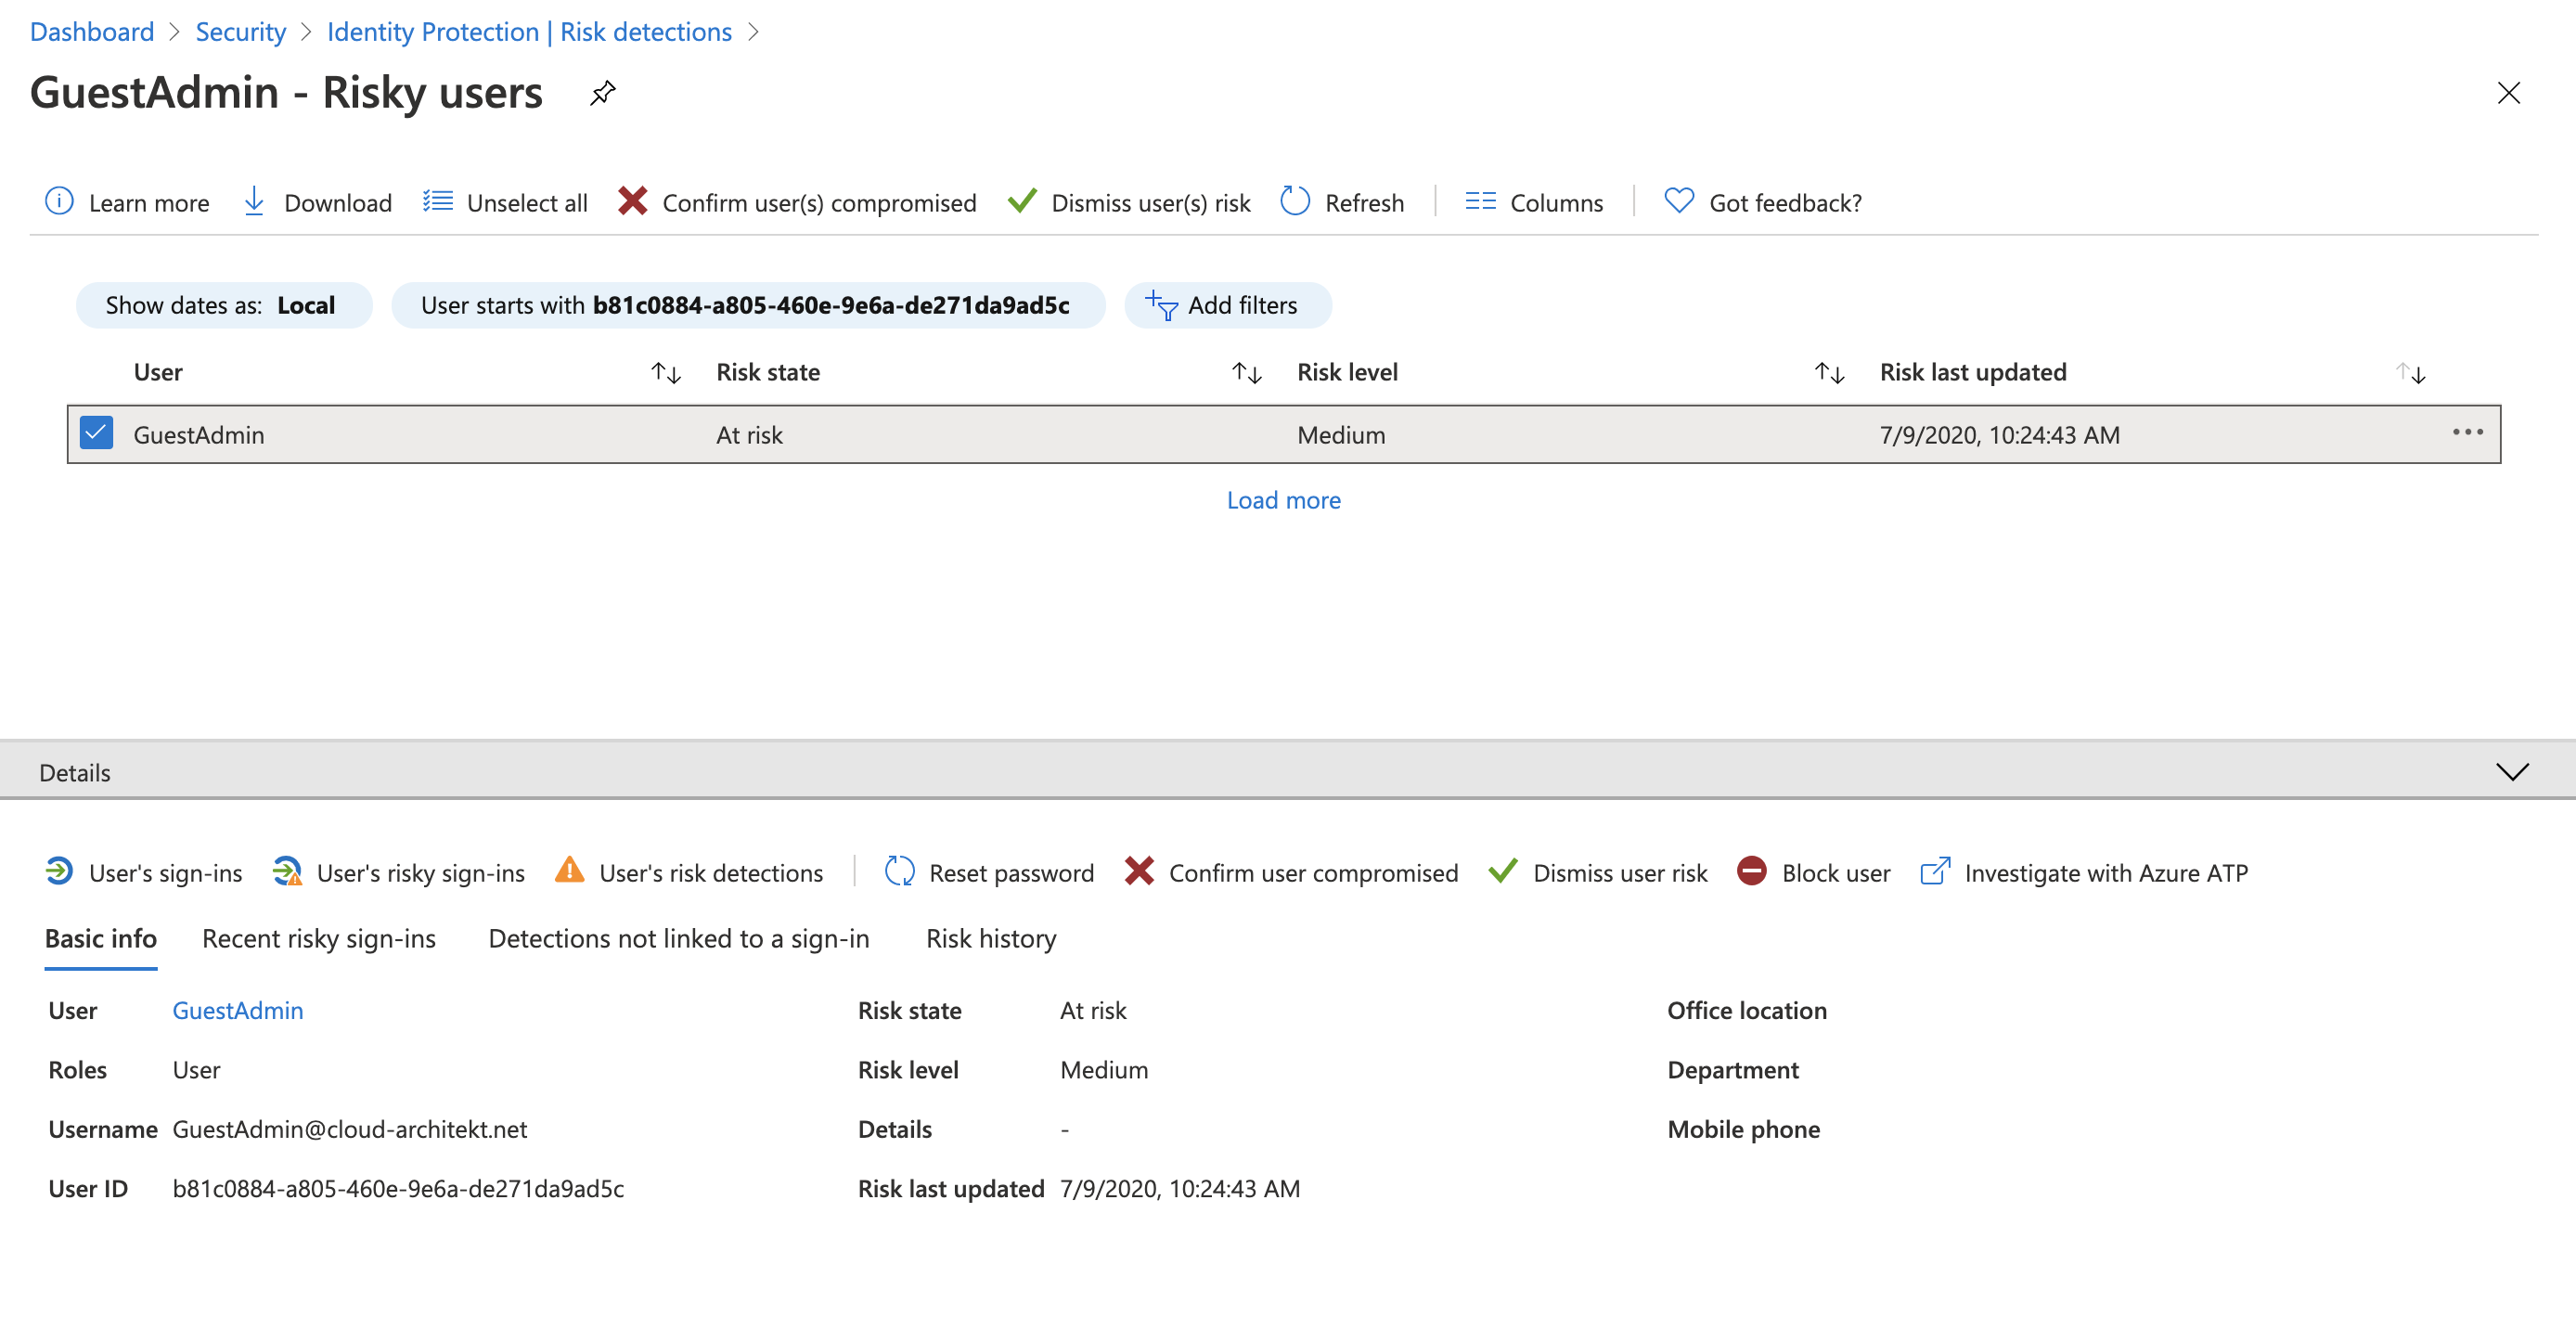 Dashboard > Security > Identity Protection | Risk detections >
GuestAdmin - Risky users
Learn more Download Unselect all Confirm user(s) compromised Dismiss user(s) risk Refresh Columns Got feedback?
Show dates as: Local User starts with b81c0884-a805-460e-9e6a-de271da9ad5c Add filters
User Risk state Risk level Risk last updated
GuestAdmin At risk Medium 7/9/2020, 10:24:43 AM
Load more
Details
User's sign-ins User's risky sign-ins User's risk detections Reset password Confirm user compromised Dismiss user risk Block user Investigate with Azure ATP
Basic info Recent risky sign-ins Detections not linked to a sign-in Risk history
User GuestAdmin Risk state At risk Office location
Roles User Risk level Medium Department
Username GuestAdmin@cloud-architekt.net Details - Mobile phone
User ID b81c0884-a805-460e-9e6a-de271da9ad5c Risk last updated 7/9/2020, 10:24:43 AM